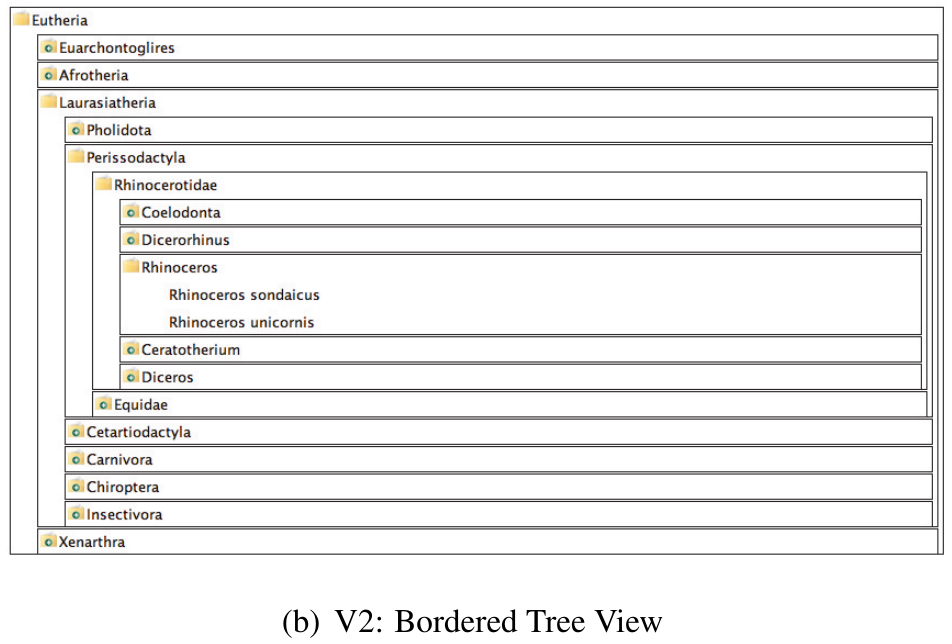 Eutheria
Euarchontoglires
Afrotheria
Laurasiatheria
Pholidota
Perissodactyla
Rhinocerotidae
Coelodonta
Dicerorhinus
Rhinoceros
Rhinoceros sondaicus
Rhinoceros unicornis
Ceratotherium
Diceros
Equidae
Cetartiodactyla
Carnivora
Chiroptera
Insectivora
Xenarthra
(b) V2: Bordered Tree View